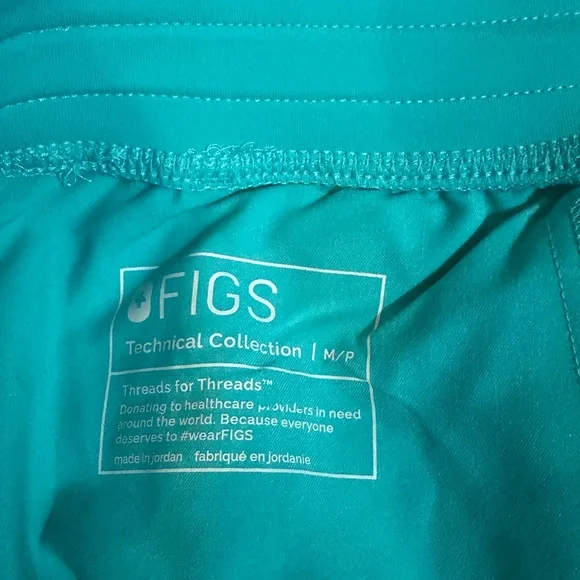 FIGS
Technical Collection | M/P
Threads for Threads™
Donating to healthcare providers in need
around the world. Because everyone
deserves to #wearFIGS
made in jordan fabriqué en jordanie